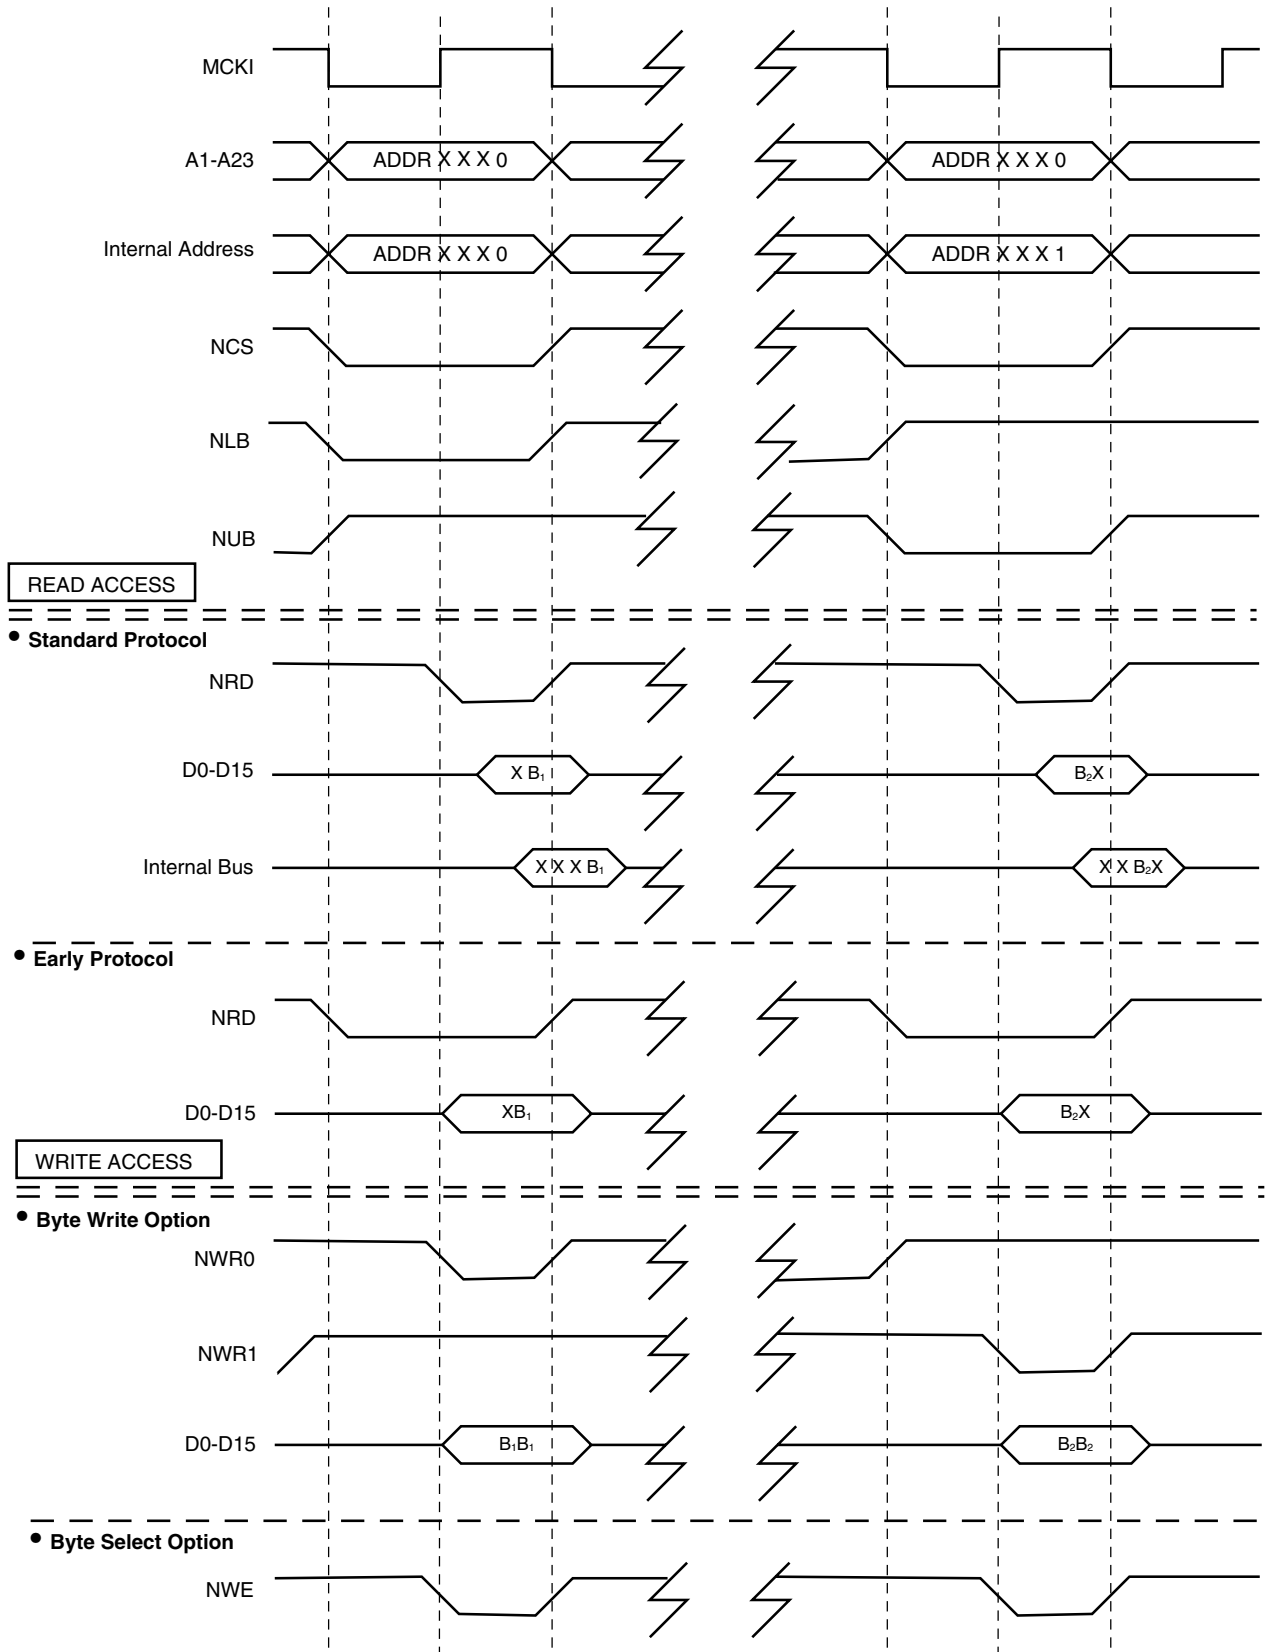 MCKI
A1-A23
ADDR X X X 0
ADDR X X X 0
Internal Address
ADDR X X X 0
ADDR X X X 1
NCS
NLB
NUB
READ ACCESS
• Standard Protocol
NRD
D0-D15
X B₁
B₂X
Internal Bus
X X X B₁
X X B₂X
• Early Protocol
NRD
D0-D15
XB₁
B₂X
WRITE ACCESS
• Byte Write Option
NWR0
NWR1
D0-D15
B₁B₁
B₂B₂
• Byte Select Option
NWE